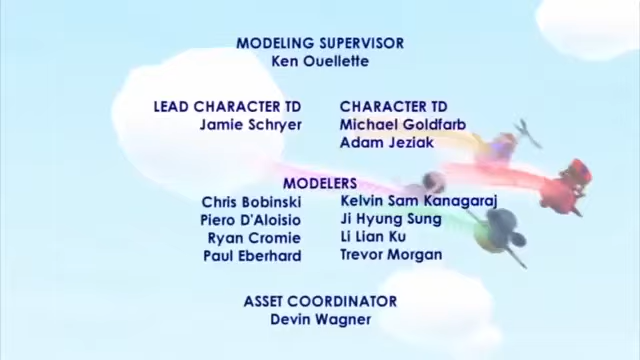 MODELING SUPERVISOR
Ken Ouellette
LEAD CHARACTER TD
Jamie Schryer
CHARACTER TD
Michael Goldfarb
Adam Jeziak
MODELERS
Chris Bobinski
Piero D'Aloisio
Ryan Cromie
Paul Eberhard
Kelvin Sam Kanagaraj
Ji Hyung Sung
Li Lian Ku
Trevor Morgan
ASSET COORDINATOR
Devin Wagner